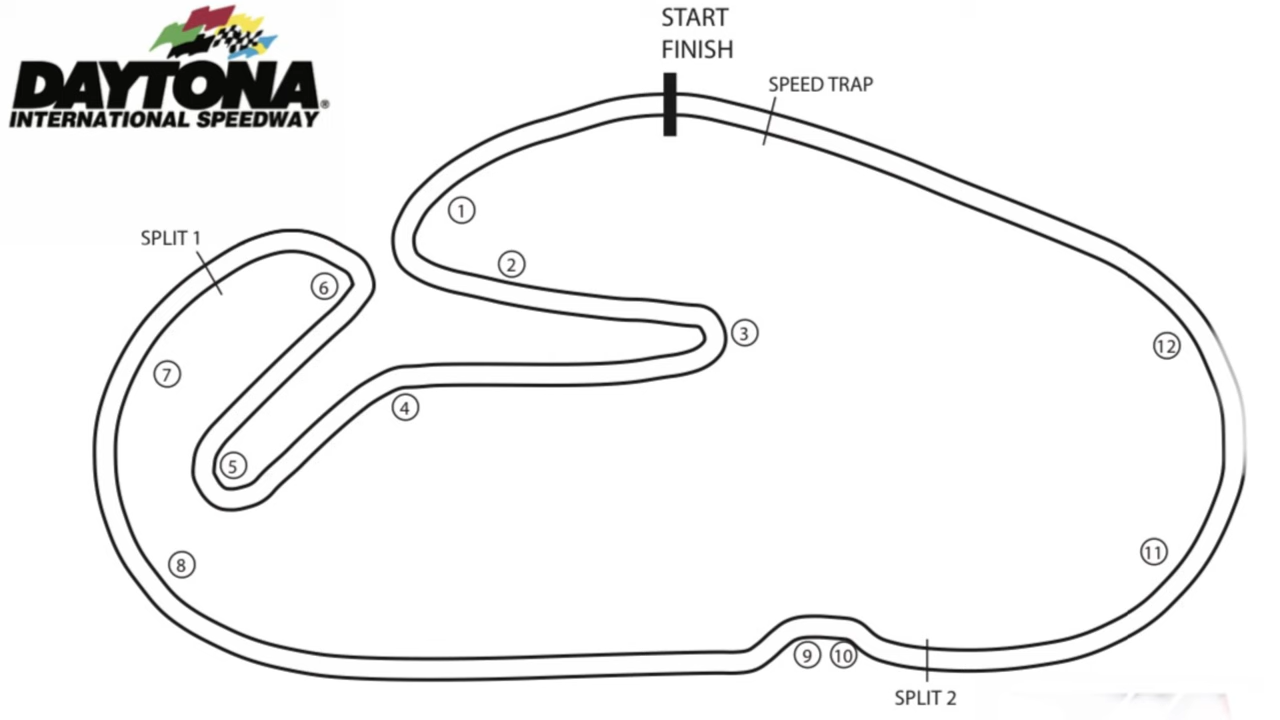 START
FINISH
SPEED TRAP
DAYTONA®
INTERNATIONAL SPEEDWAY
SPLIT 1
1
2
6
3
12
7
4
5
11
8
9
10
SPLIT 2